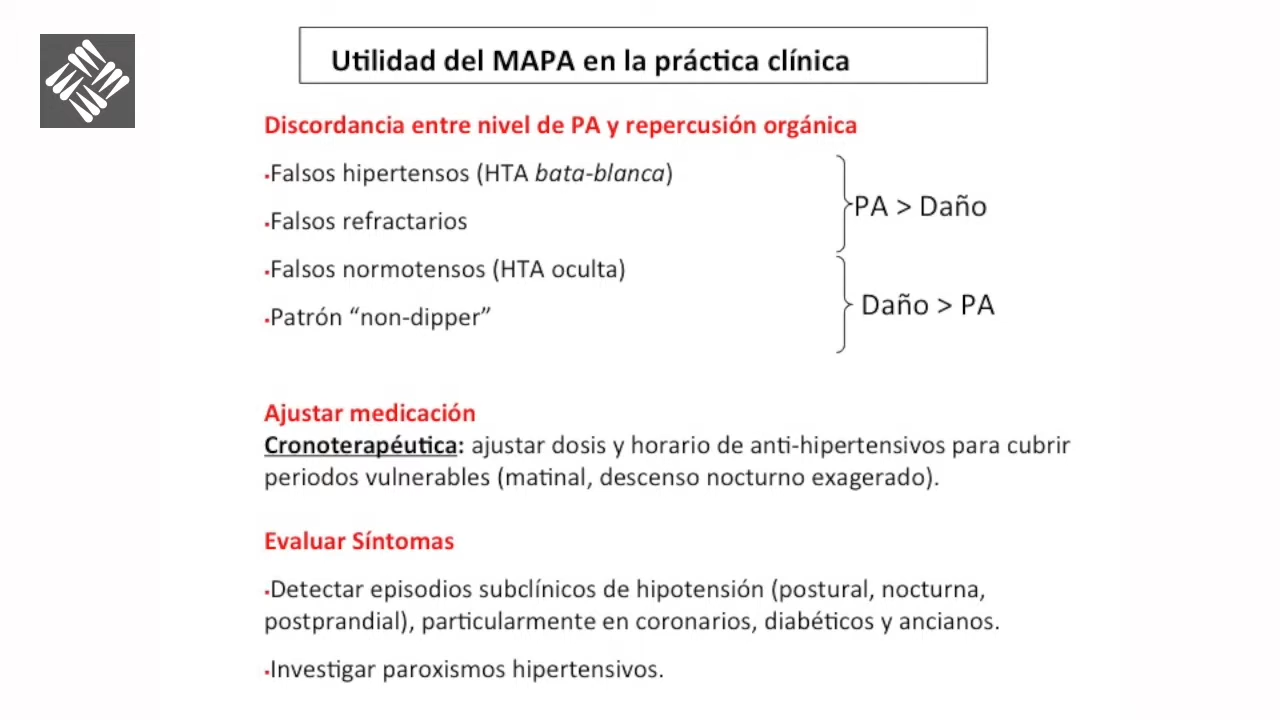 Utilidad del MAPA en la práctica clínica
Discordancia entre nivel de PA y repercusión orgánica
•Falsos hipertensos (HTA bata-blanca)
•Falsos refractarios
PA > Daño
•Falsos normotensos (HTA oculta)
•Patrón “non-dipper”
Daño > PA
Ajustar medicación
Cronoterapéutica: ajustar dosis y horario de anti-hipertensivos para cubrir
periodos vulnerables (matinal, descenso nocturno exagerado).
Evaluar Síntomas
•Detectar episodios subclínicos de hipotensión (postural, nocturna,
postprandial), particularmente en coronarios, diabéticos y ancianos.
•Investigar paroxismos hipertensivos.